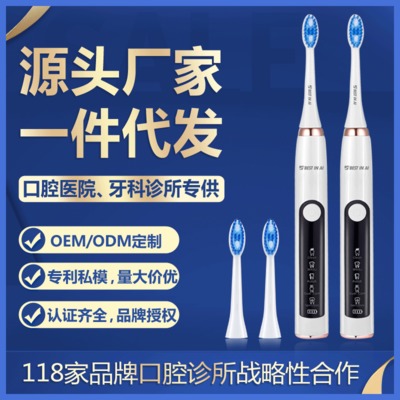 源头厂家
一件代发
口腔医院、牙科诊所专供
OEM/ODM定制
专利私模,量大价优
认证齐全,品牌授权
118家品牌口腔诊所战略性合作